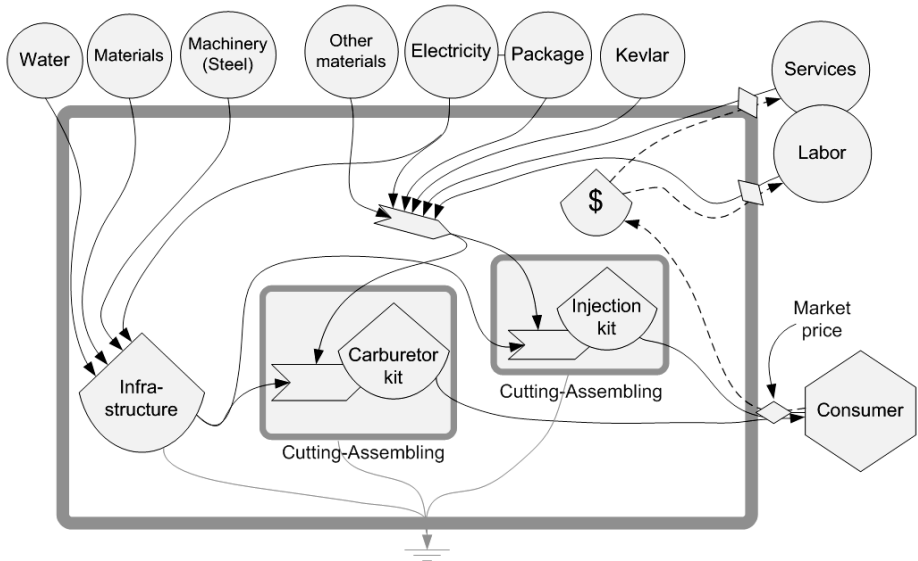 Water
Materials
Machinery
(Steel)
Other
materials
Electricity
Package
Kevlar
Services
Labor
$
Injection
kit
Market
price
Carburetor
kit
Infra-
structure
Cutting-Assembling
Consumer
Cutting-Assembling